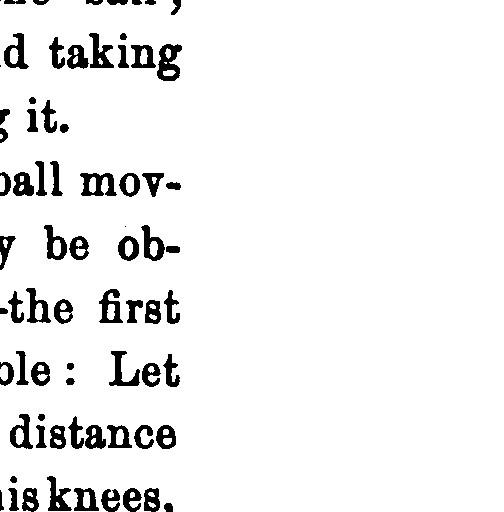 taking
it.
ball mov-
y be ob-
-the first
ple : Let
distance
his knees.